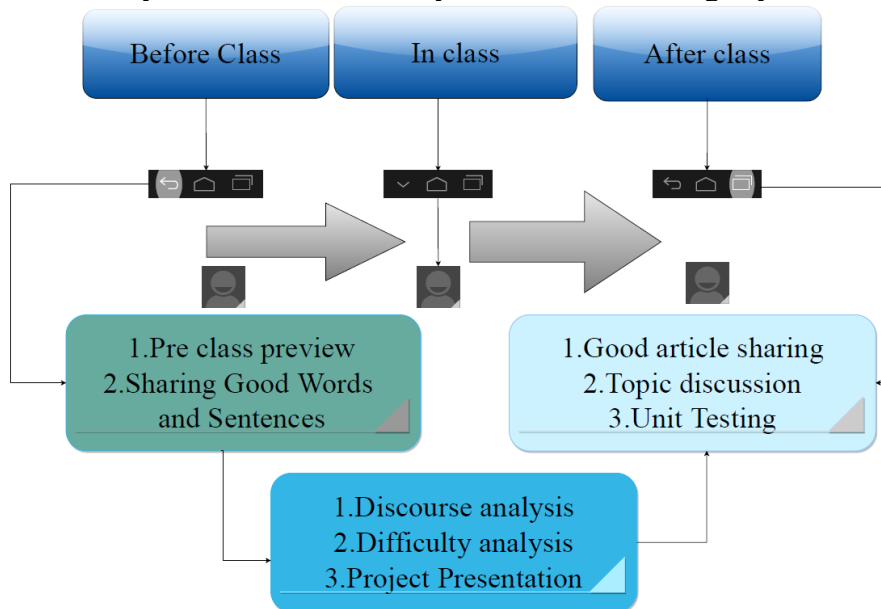 Before Class
In class
After class
1.Pre class preview
2.Sharing Good Words
and Sentences
1.Good article sharing
2.Topic discussion
3.Unit Testing
1.Discourse analysis
2.Difficulty analysis
3.Project Presentation